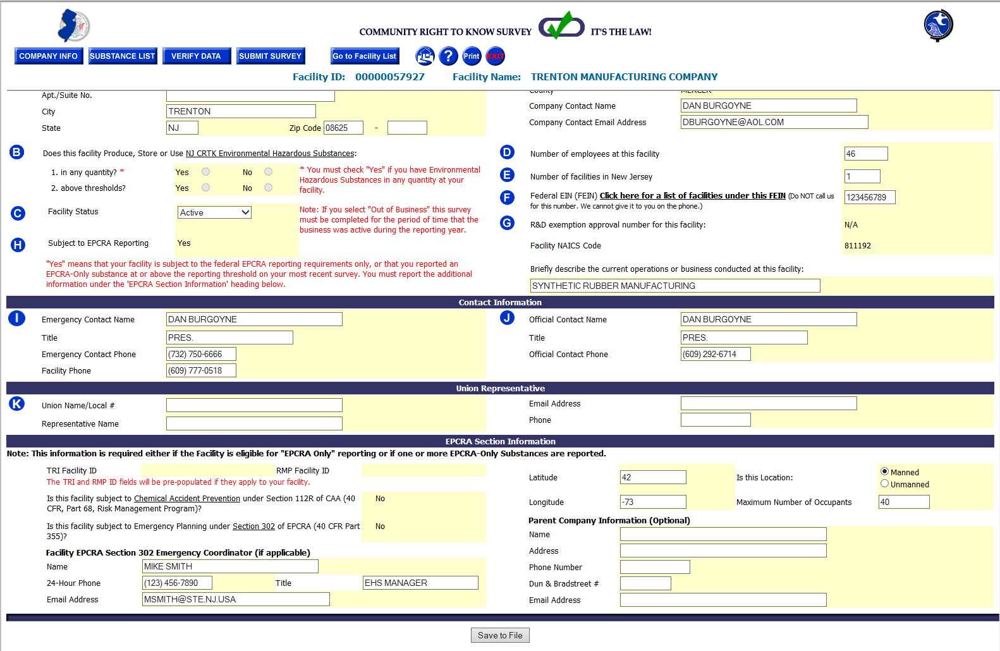 COMMUNITY RIGHT TO KNOW SURVEY IT'S THE LAW!
COMPANY INFO SUBSTANCE LIST VERIFY DATA SUBMIT SURVEY Go to Facility List ? Print EXIT
Facility ID: 00000057927 Facility Name: TRENTON MANUFACTURING COMPANY
Apt./Suite No.
City TRENTON
State NJ Zip Code 08625 -
County MERCER
Company Contact Name DAN BURGOYNE
Company Contact Email Address DBURGOYNE@AOL.COM
B Does this facility Produce, Store or Use NJ CRTK Environmental Hazardous Substances:
1. in any quantity? * Yes No
2. above thresholds? Yes No
* You must check "Yes" if you have Environmental
Hazardous Substances in any quantity at your
facility.
C Facility Status Active
Note: If you select "Out of Business" this survey
must be completed for the period of time that the
business was active during the reporting year.
H Subject to EPCRA Reporting Yes
"Yes" means that your facility is subject to the federal EPCRA reporting requirements only, or that you reported an
EPCRA-Only substance at or above the reporting threshold on your most recent survey. You must report the additional
information under the 'EPCRA Section Information' heading below.
D Number of employees at this facility 46
E Number of facilities in New Jersey 1
F Federal EIN (FEIN) Click here for a list of facilities under this FEIN (Do NOT call us
for this number. We cannot give it to you on the phone.) 123456789
G R&D exemption approval number for this facility: N/A
Facility NAICS Code 811192
Briefly describe the current operations or business conducted at this facility:
SYNTHETIC RUBBER MANUFACTURING
Contact Information
I Emergency Contact Name DAN BURGOYNE
Title PRES.
Emergency Contact Phone (732) 750-6666
Facility Phone (609) 777-0518
J Official Contact Name DAN BURGOYNE
Title PRES.
Official Contact Phone (609) 292-6714
Union Representative
K Union Name/Local #
Representative Name
Email Address
Phone
EPCRA Section Information
Note: This information is required either if the Facility is eligible for "EPCRA Only" reporting or if one or more EPCRA-Only Substances are reported.
TRI Facility ID RMP Facility ID
The TRI and RMP ID fields will be pre-populated if they apply to your facility.
Is this facility subject to Chemical Accident Prevention under Section 112R of CAA (40
CFR, Part 68, Risk Management Program)? No
Is this facility subject to Emergency Planning under Section 302 of EPCRA (40 CFR Part
355)? No
Facility EPCRA Section 302 Emergency Coordinator (if applicable)
Name MIKE SMITH
24-Hour Phone (123) 456-7890 Title EHS MANAGER
Email Address MSMITH@STE.NJ.USA
Latitude 42 Is this Location: Manned
Unmanned
Longitude -73 Maximum Number of Occupants 40
Parent Company Information (Optional)
Name
Address
Phone Number
Dun & Bradstreet #
Email Address
Save to File